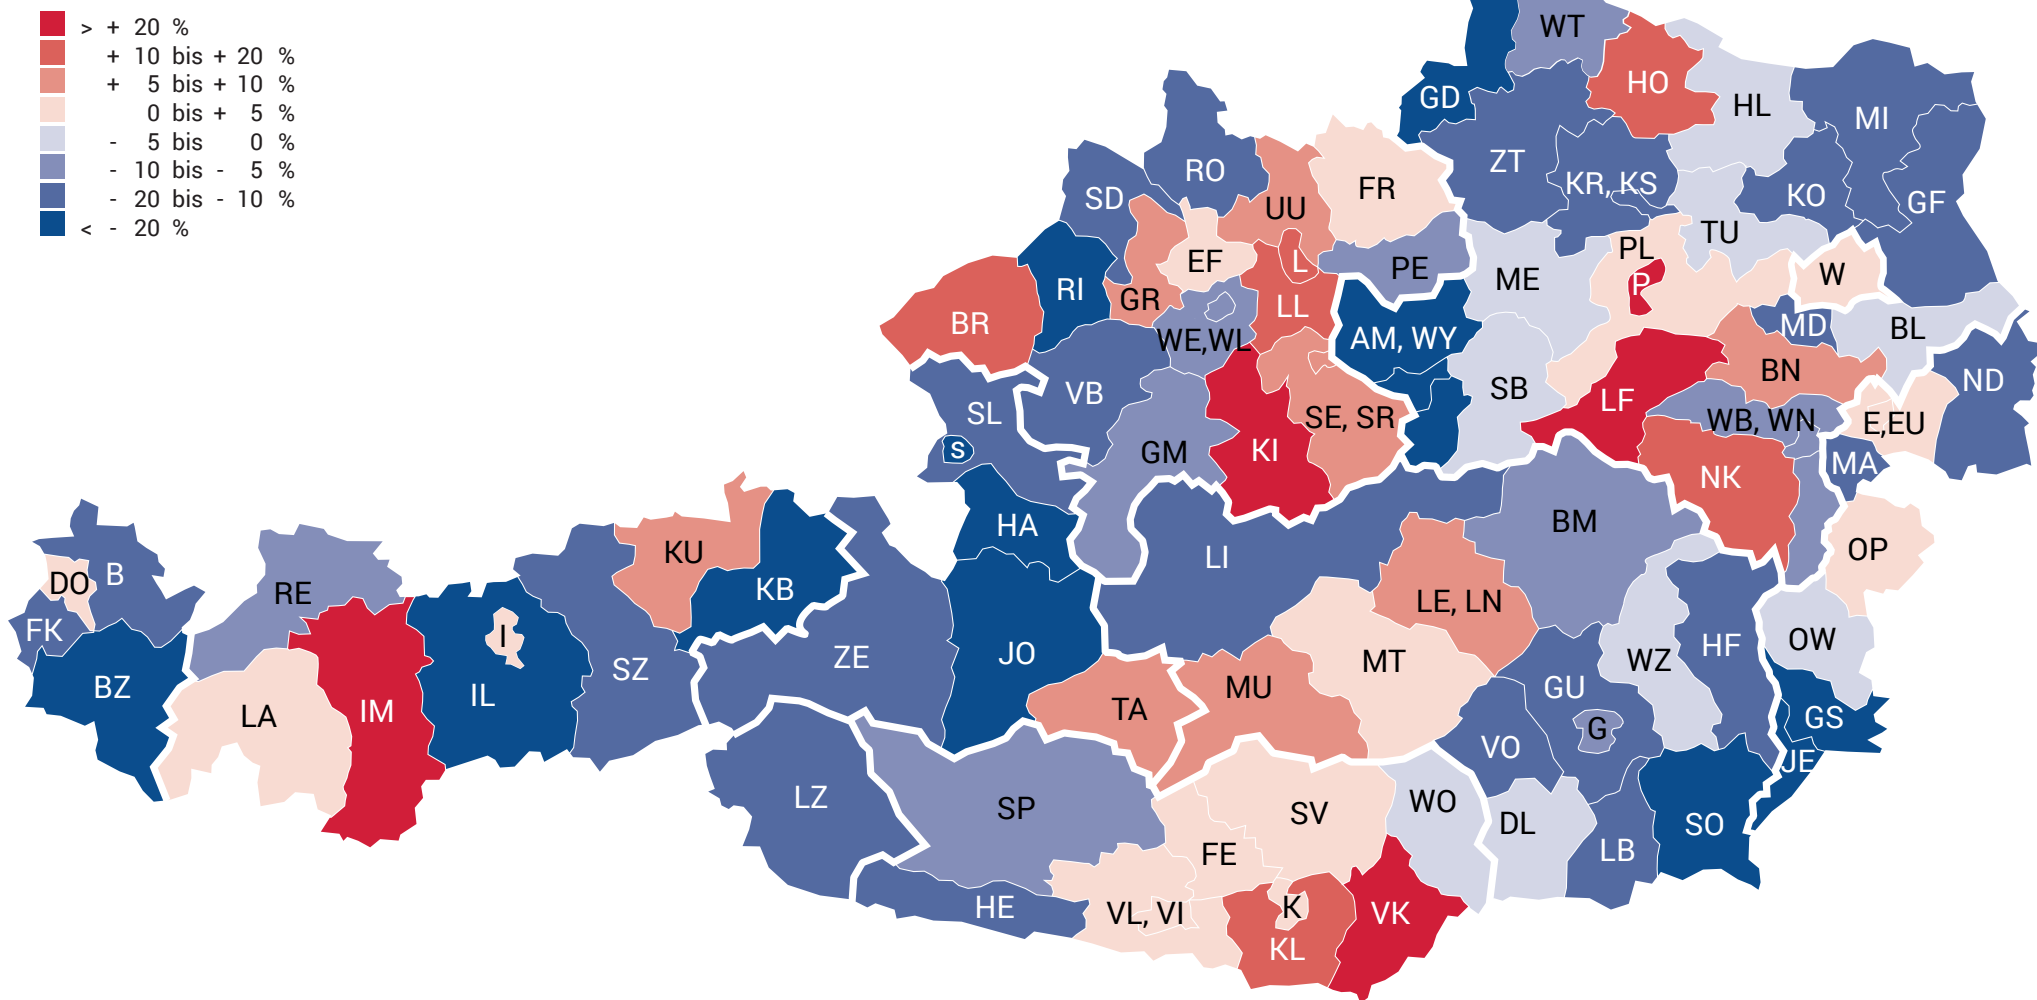 > + 20 %
+ 10 bis + 20 %
+ 5 bis + 10 %
0 bis + 5 %
- 5 bis 0 %
- 10 bis - 5 %
- 20 bis - 10 %
< - 20 %
WT
HO
GD
HL
MI
ZT
RO
KR, KS
FR
SD
KO
GF
UU
TU
PL
EF
L
PE
W
ME
P
RI
GR
LL
BR
MD
BL
WE,WL
AM, WY
BN
ND
VB
SB
LF
SL
SE, SR
WB, WN
E,EU
S
GM
KI
MA
NK
HA
BM
OP
KU
LI
B
DO
KB
RE
LE, LN
FK
I
OW
HF
JO
ZE
WZ
MT
SZ
BZ
MU
GU
IL
TA
IM
LA
GS
G
VO
JE
LZ
WO
SP
SV
DL
SO
LB
FE
HE
K
VL, VI
VK
KL